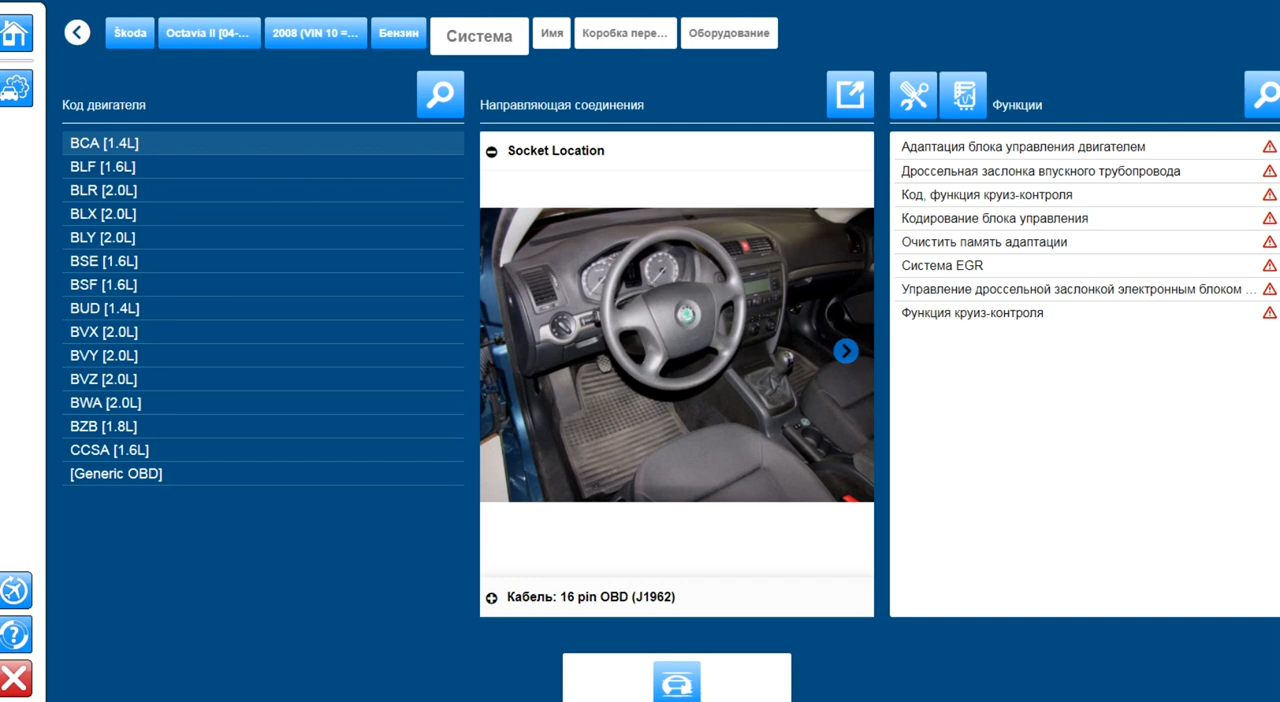 Škoda
Octavia II [04-...
2008 (VIN 10 =...
Бензин
Система
Имя
Коробка пере...
Оборудование
Код двигателя
BCA [1.4L]
BLF [1.6L]
BLR [2.0L]
BLX [2.0L]
BLY [2.0L]
BSE [1.6L]
BSF [1.6L]
BUD [1.4L]
BVX [2.0L]
BVY [2.0L]
BVZ [2.0L]
BWA [2.0L]
BZB [1.8L]
CCSA [1.6L]
[Generic OBD]
Направляющая соединения
Socket Location
Кабель: 16 pin OBD (J1962)
Функции
Адаптация блока управления двигателем
Дроссельная заслонка впускного трубопровода
Код, функция круиз-контроля
Кодирование блока управления
Очистить память адаптации
Система EGR
Управление дроссельной заслонкой электронным блоком ...
Функция круиз-контроля